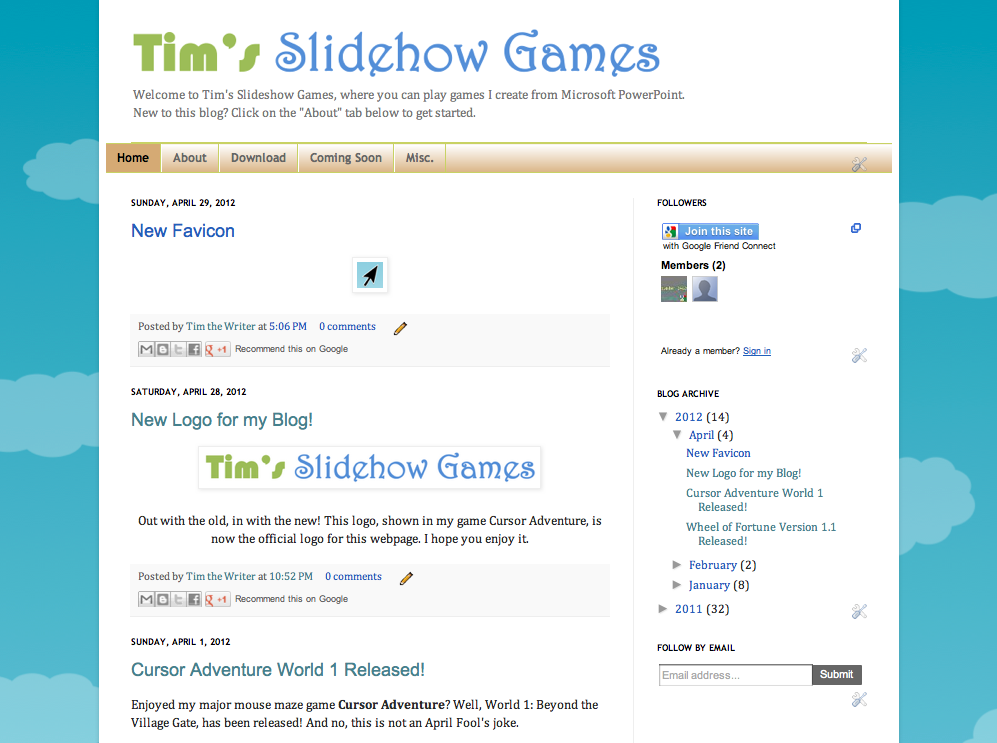 Tim's Slidehow Games
Welcome to Tim's Slideshow Games, where you can play games I create from Microsoft PowerPoint.
New to this blog? Click on the "About" tab below to get started.
Home About Download Coming Soon Misc.
SUNDAY, APRIL 29, 2012
New Favicon
Posted by Tim the Writer at 5:06 PM 0 comments
+1 Recommend this on Google
SATURDAY, APRIL 28, 2012
New Logo for my Blog!
Tim's Slidehow Games
Out with the old, in with the new! This logo, shown in my game Cursor Adventure, is
now the official logo for this webpage. I hope you enjoy it.
Posted by Tim the Writer at 10:52 PM 0 comments
+1 Recommend this on Google
SUNDAY, APRIL 1, 2012
Cursor Adventure World 1 Released!
Enjoyed my major mouse maze game Cursor Adventure? Well, World 1: Beyond the
Village Gate, has been released! And no, this is not an April Fool's joke.
FOLLOWERS
Join this site
with Google Friend Connect
Members (2)
Already a member? Sign in
BLOG ARCHIVE
▼ 2012 (14)
▼ April (4)
New Favicon
New Logo for my Blog!
Cursor Adventure World 1
Released!
Wheel of Fortune Version 1.1
Released!
► February (2)
► January (8)
► 2011 (32)
FOLLOW BY EMAIL
Email address... Submit